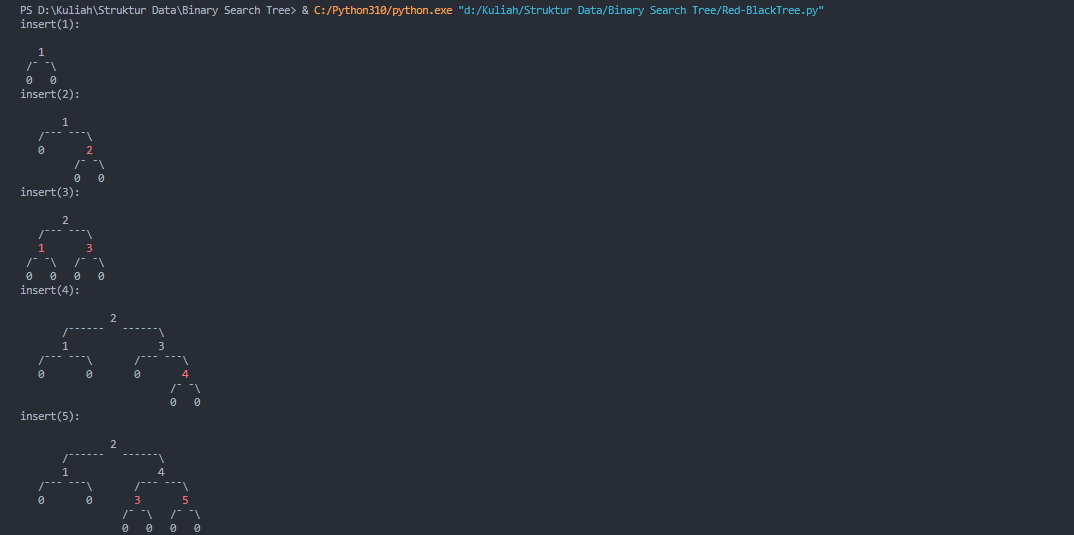 PS D:\Kuliah\Struktur Data\Binary Search Tree> & C:/Python310/python.exe "d:/Kuliah/Struktur Data/Binary Search Tree/Red-BlackTree.py"
insert(1):
   1
 /¯ ¯\
 0   0
insert(2):
       1
   /¯¯¯ ¯¯¯\
   0       2
         /¯ ¯\
         0   0
insert(3):
       2
   /¯¯¯ ¯¯¯\
   1       3
 /¯ ¯\   /¯ ¯\
 0   0   0   0
insert(4):
               2
       /¯¯¯¯¯¯   ¯¯¯¯¯¯\
       1               3
   /¯¯¯ ¯¯¯\       /¯¯¯ ¯¯¯\
   0       0       0       4
                         /¯ ¯\
                         0   0
insert(5):
               2
       /¯¯¯¯¯¯   ¯¯¯¯¯¯\
       1               4
   /¯¯¯ ¯¯¯\       /¯¯¯ ¯¯¯\
   0       0       3       5
                 /¯ ¯\   /¯ ¯\
                 0   0   0   0